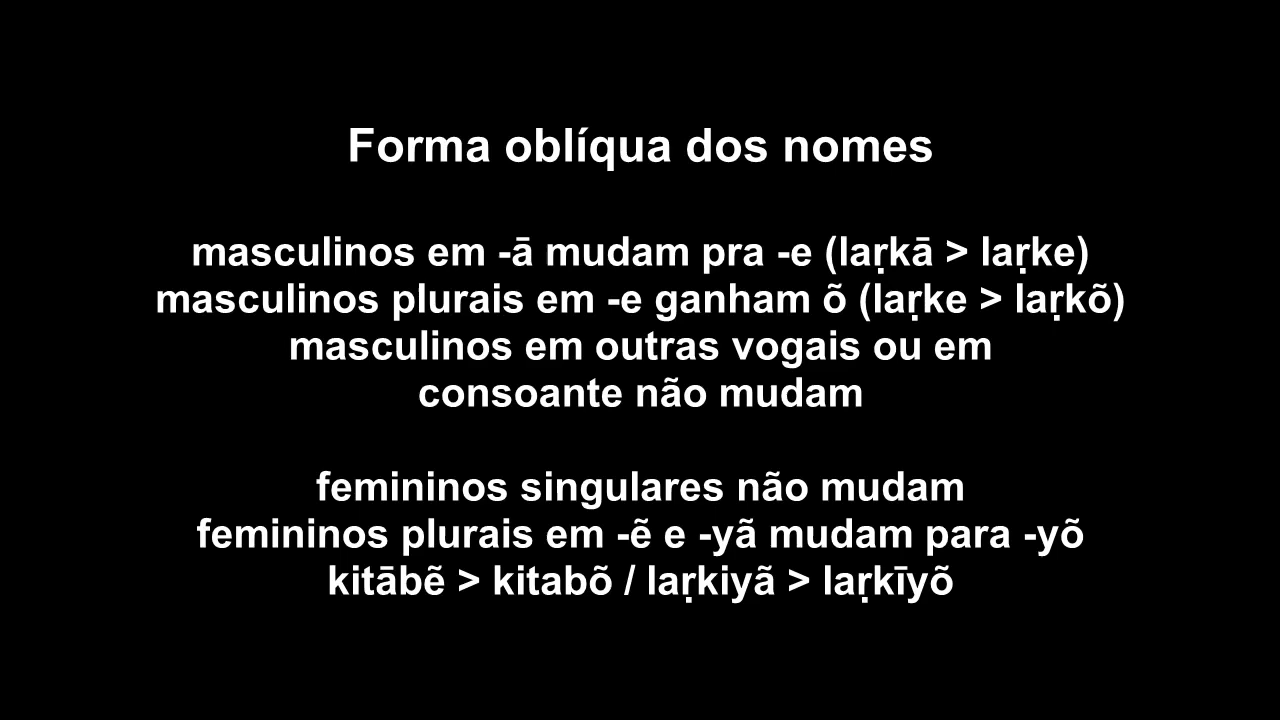 Forma oblíqua dos nomes
masculinos em -ā mudam pra -e (laṛkā > laṛke)
masculinos plurais em -e ganham õ (laṛke > laṛkõ)
masculinos em outras vogais ou em
consoante não mudam
femininos singulares não mudam
femininos plurais em -ẽ e -yã mudam para -yõ
kitābẽ > kitabõ / laṛkiyã > laṛkīyõ